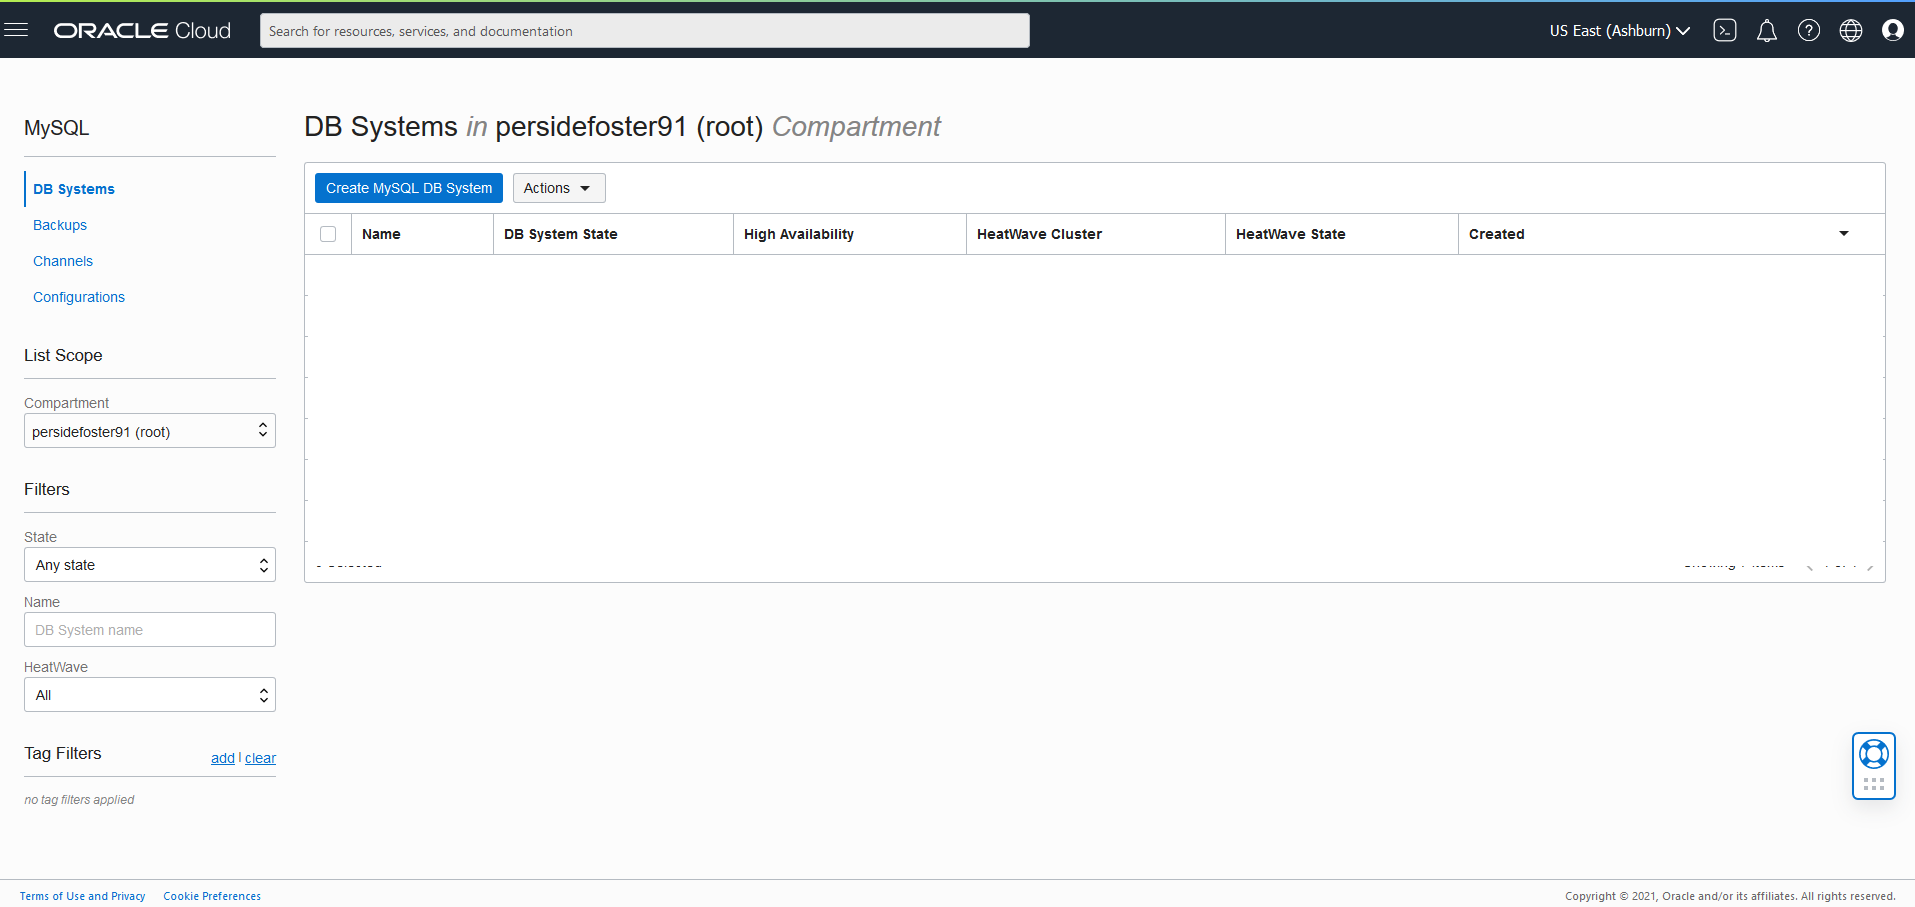 ORACLE Cloud
Search for resources, services, and documentation
US East (Ashburn)
MySQL
DB Systems
Backups
Channels
Configurations
List Scope
Compartment
persidefoster91 (root)
Filters
State
Any state
Name
DB System name
HeatWave
All
Tag Filters
add | clear
no tag filters applied
DB Systems in persidefoster91 (root) Compartment
Create MySQL DB System
Actions
Name DB System State High Availability HeatWave Cluster HeatWave State Created
Terms of Use and Privacy Cookie Preferences
Copyright © 2021, Oracle and/or its affiliates. All rights reserved.